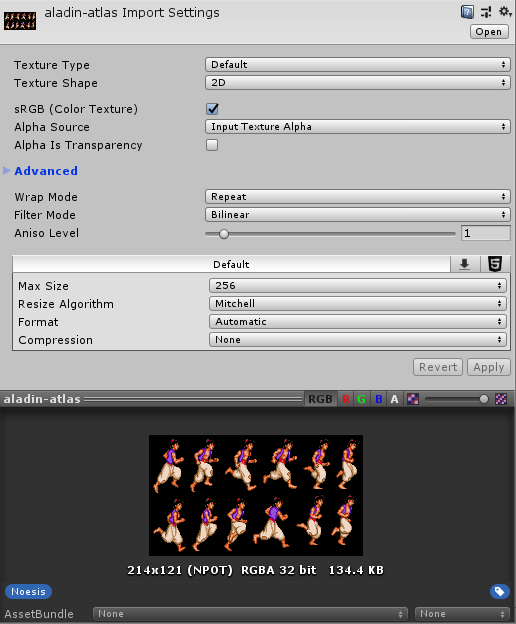 aladin-atlas Import Settings
Open
Texture Type Default
Texture Shape 2D
sRGB (Color Texture)
Alpha Source Input Texture Alpha
Alpha Is Transparency
Advanced
Wrap Mode Repeat
Filter Mode Bilinear
Aniso Level 1
Default
Max Size 256
Resize Algorithm Mitchell
Format Automatic
Compression None
Revert Apply
aladin-atlas RGB R G B A
214x121 (NPOT) RGBA 32 bit 134.4 KB
Noesis
AssetBundle None None